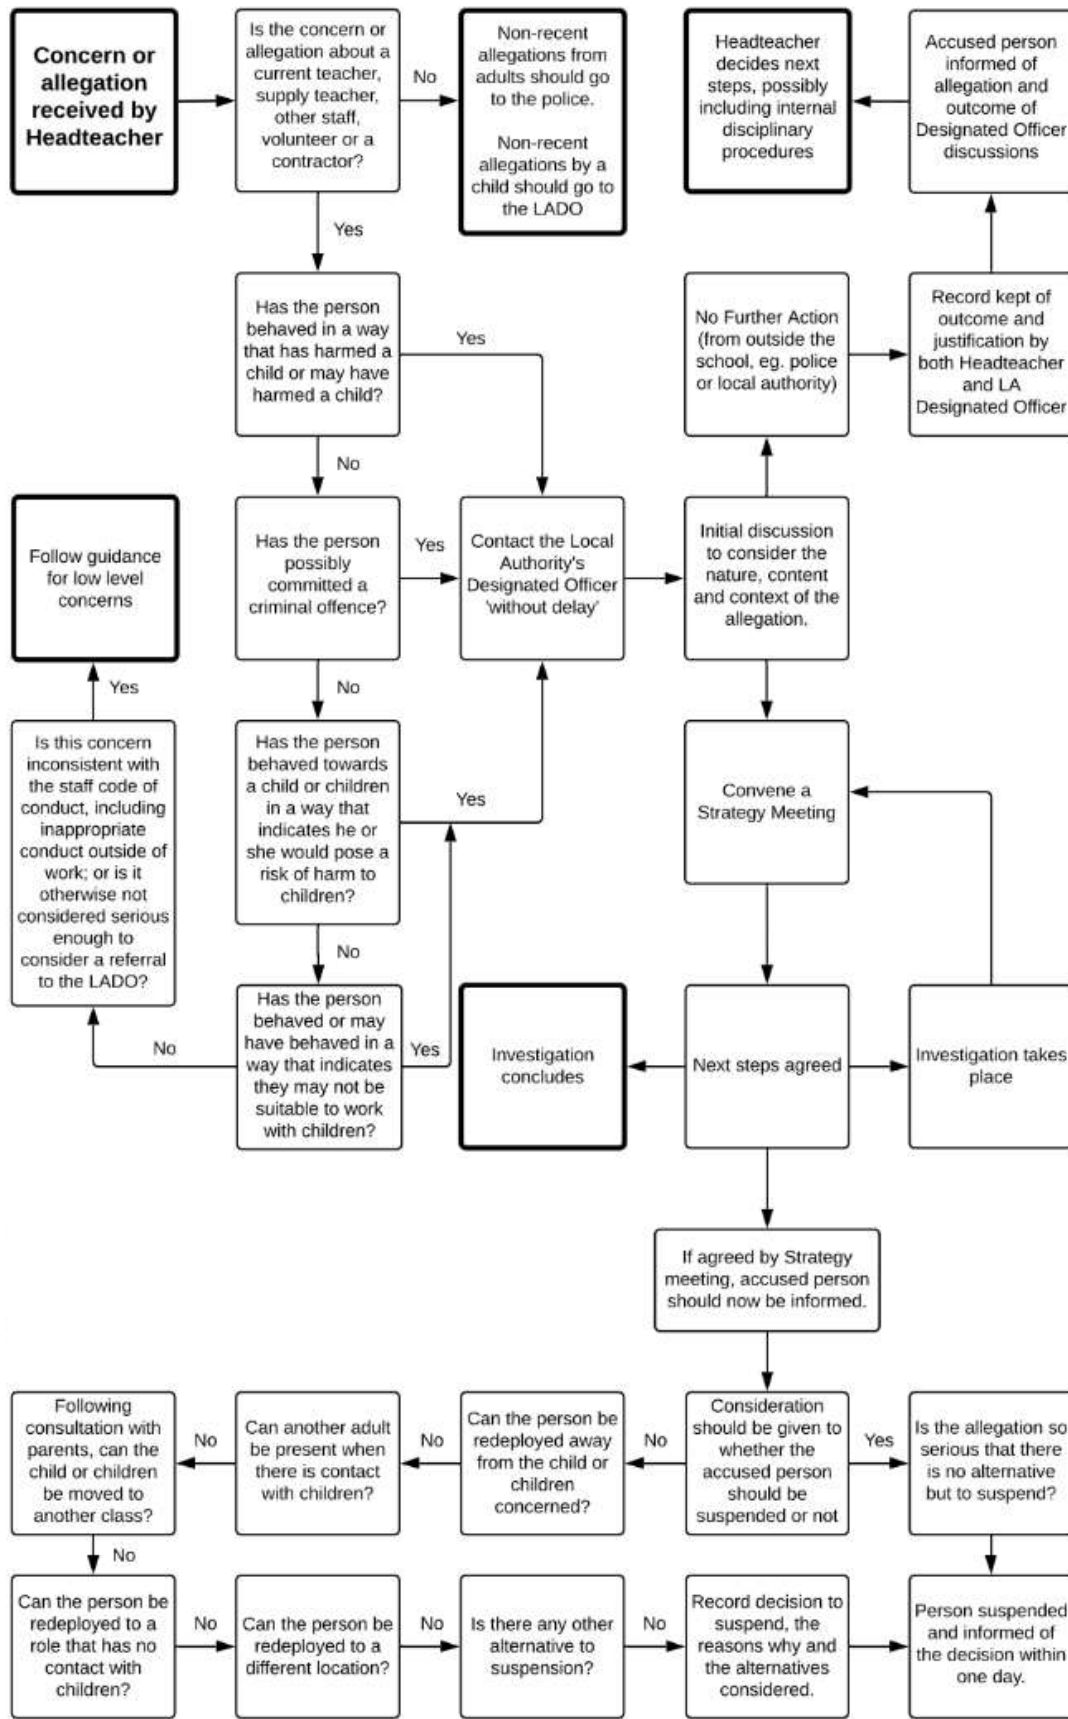 Concern or
allegation
received by
Headteacher
Is the concern or
allegation about a
current teacher,
supply teacher,
other staff,
volunteer or a
contractor?
No
Non-recent
allegations from
adults should go
to the police.
Non-recent
allegations by a
child should go to
the LADO
Headteacher
decides next
steps, possibly
including internal
disciplinary
procedures
Accused person
informed of
allegation and
outcome of
Designated Officer
discussions
Yes
Has the person
behaved in a way
that has harmed a
child or may have
harmed a child?
Yes
No Further Action
(from outside the
school, eg. police
or local authority)
Record kept of
outcome and
justification by
both Headteacher
and LA
Designated Officer
No
Follow guidance
for low level
concerns
Has the person
possibly
committed a
criminal offence?
Yes
Contact the Local
Authority's
Designated Officer
'without delay'
Initial discussion
to consider the
nature, content
and context of the
allegation.
Yes
No
Is this concern
inconsistent with
the staff code of
conduct, including
inappropriate
conduct outside of
work; or is it
otherwise not
considered serious
enough to
consider a referral
to the LADO?
Has the person
behaved towards
a child or children
in a way that
indicates he or
she would pose a
risk of harm to
children?
Yes
Convene a
Strategy Meeting
No
No
Has the person
behaved or may
have behaved in a
way that indicates
they may not be
suitable to work
with children?
Yes
Investigation
concludes
Next steps agreed
Investigation takes
place
If agreed by Strategy
meeting, accused person
should now be informed.
Following
consultation with
parents, can the
child or children
be moved to
another class?
No
Can another adult
be present when
there is contact
with children?
No
Can the person be
redeployed away
from the child or
children
concerned?
No
Consideration
should be given to
whether the
accused person
should be
suspended or not
Yes
Is the allegation so
serious that there
is no alternative
but to suspend?
No
Can the person be
redeployed to a
role that has no
contact with
children?
No
Can the person be
redeployed to a
different location?
No
Is there any other
alternative to
suspension?
No
Record decision to
suspend, the
reasons why and
the alternatives
considered.
Person suspended
and informed of
the decision within
one day.